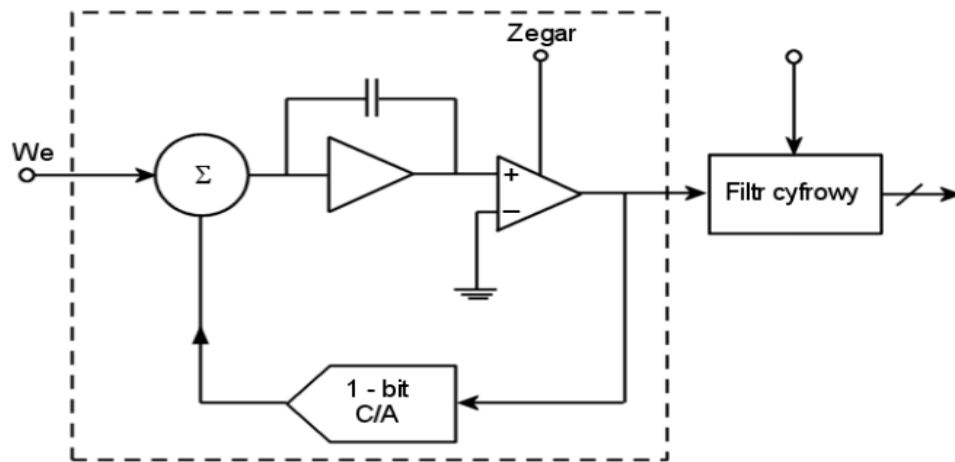 Zegar
We
Σ
+
−
Filtr cyfrowy
1 - bit
C/A